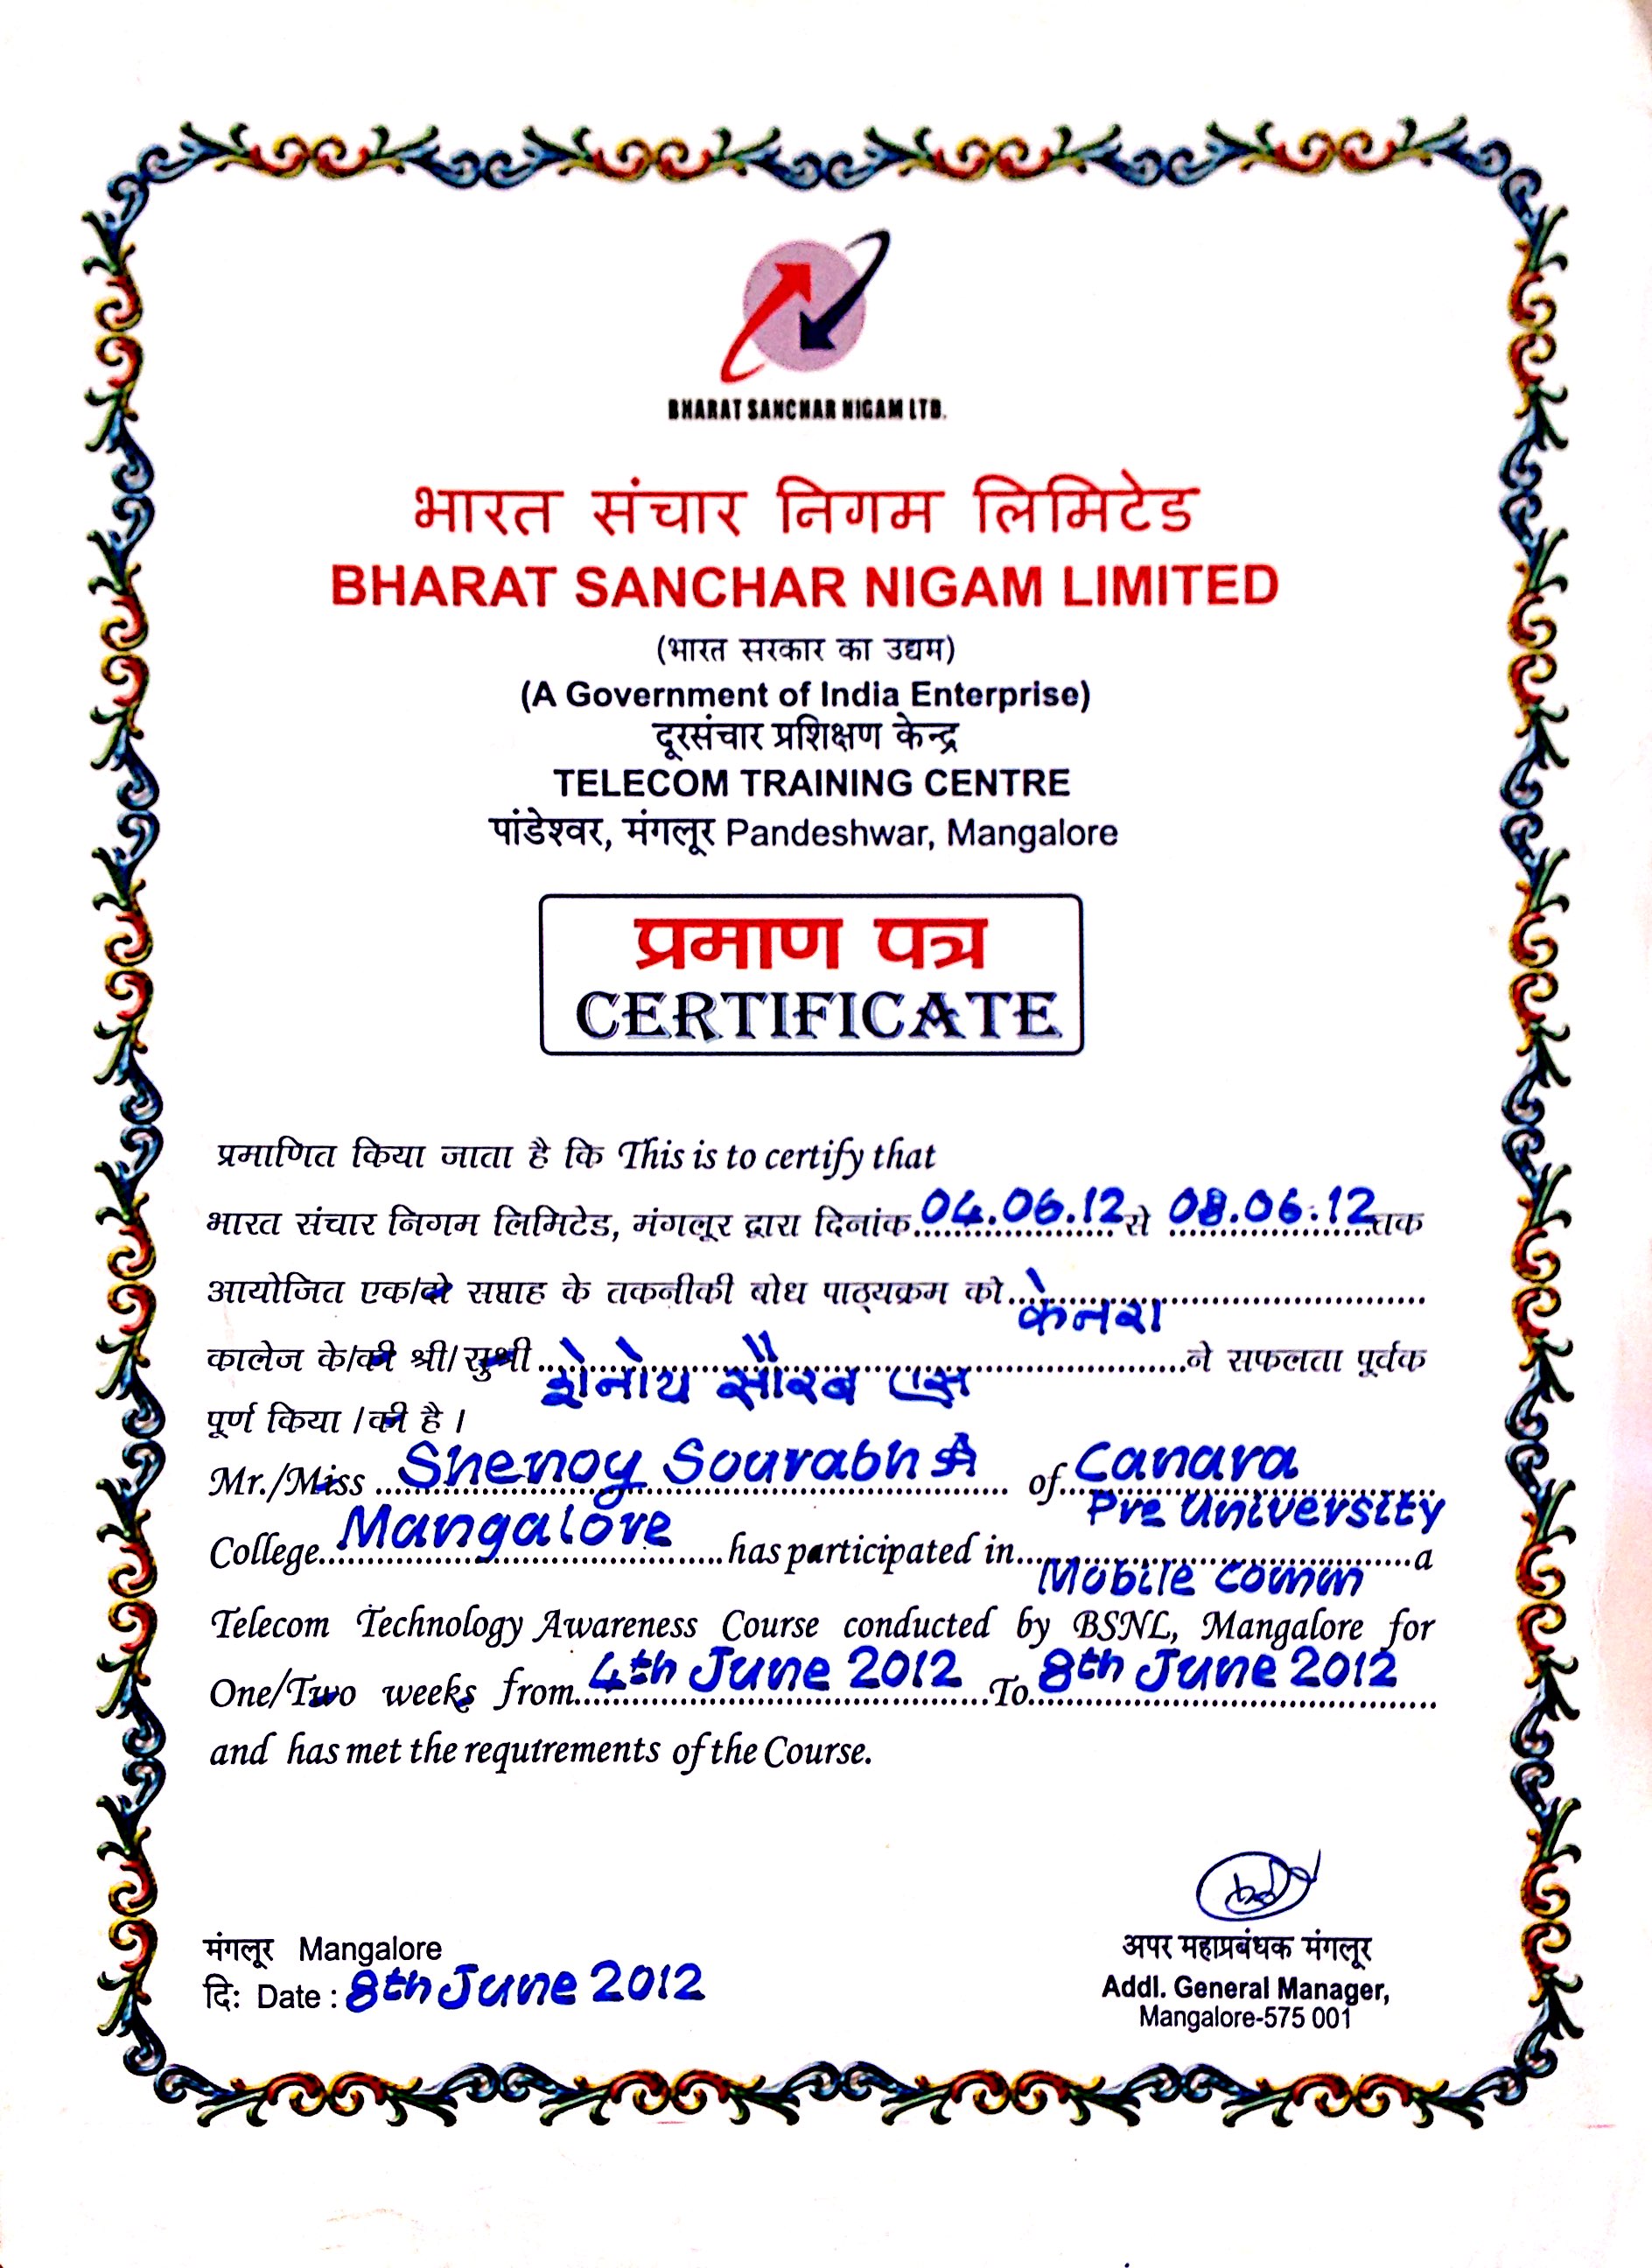 BHARAT SANCHAR NIGAM LTD.
भारत संचार निगम लिमिटेड
BHARAT SANCHAR NIGAM LIMITED
(भारत सरकार का उद्यम)
(A Government of India Enterprise)
दूरसंचार प्रशिक्षण केन्द्र
TELECOM TRAINING CENTRE
पांडेश्वर, मंगलूर Pandeshwar, Mangalore
प्रमाण पत्र
CERTIFICATE
प्रमाणित किया जाता है कि This is to certify that
भारत संचार निगम लिमिटेड, मंगलूर द्वारा दिनांक 04.06.12 से 08.06.12 तक
आयोजित एक/दो सप्ताह के तकनीकी बोध पाठ्यक्रम को केनरा
कालेज के/की श्री/सुश्री शेनोय सौरब एस ने सफलता पूर्वक
पूर्ण किया /की है ।
Mr./Miss Shenoy Sourabh of Canara
Pre University
College Mangalore has participated in Mobile Comm a
Telecom Technology Awareness Course conducted by BSNL, Mangalore for
One/Two weeks from 4th June 2012 To 8th June 2012
and has met the requirements of the Course.
मंगलूर Mangalore
दि: Date : 8th June 2012
अपर महाप्रबंधक मंगलूर
Addl. General Manager,
Mangalore-575 001